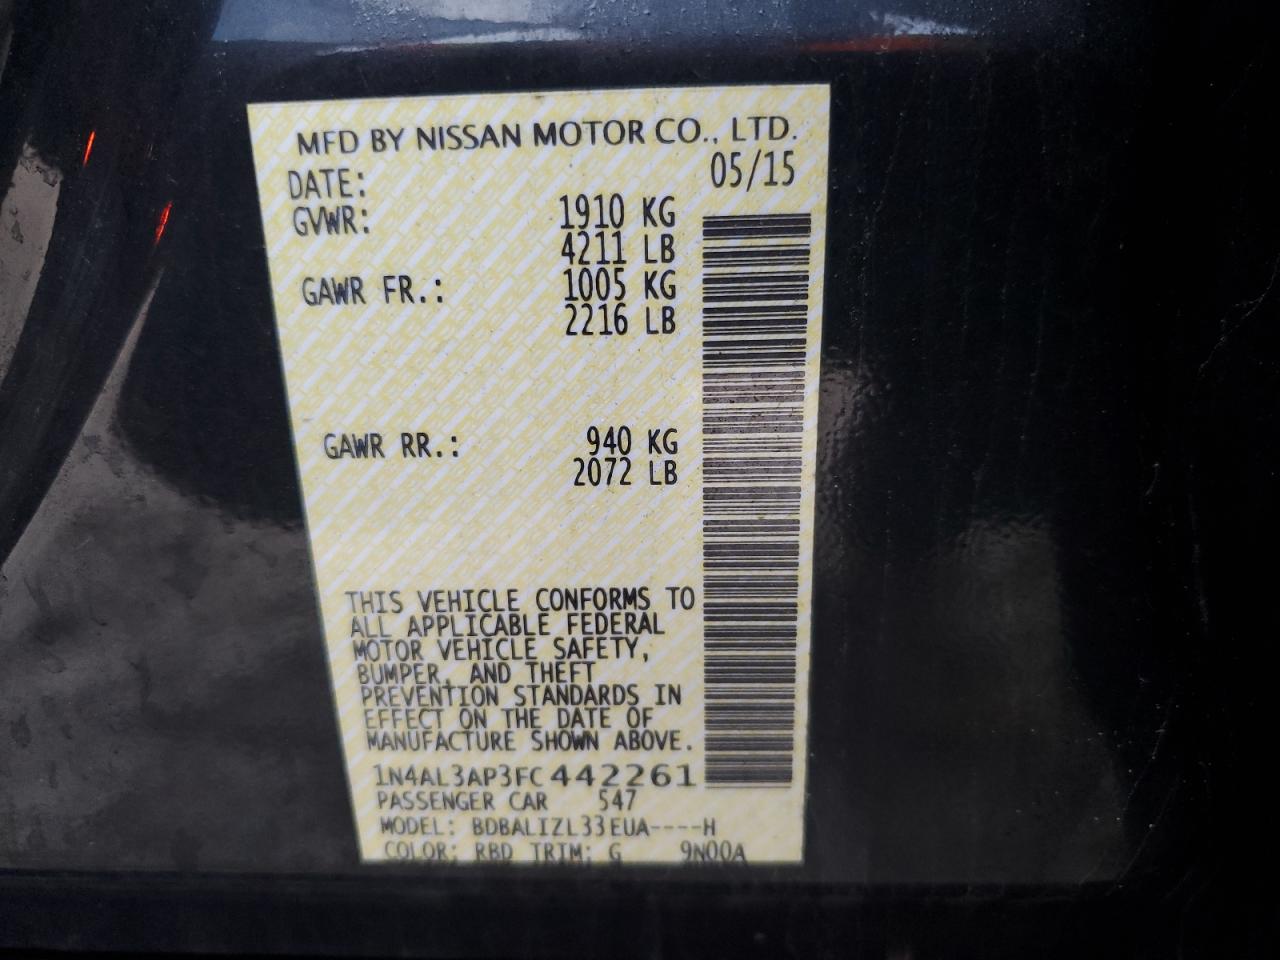 MFD BY NISSAN MOTOR CO., LTD.
DATE: 05/15
GVWR: 1910 KG
4211 LB
GAWR FR.: 1005 KG
2216 LB
GAWR RR.: 940 KG
2072 LB
THIS VEHICLE CONFORMS TO
ALL APPLICABLE FEDERAL
MOTOR VEHICLE SAFETY,
BUMPER, AND THEFT
PREVENTION STANDARDS IN
EFFECT ON THE DATE OF
MANUFACTURE SHOWN ABOVE.
1N4AL3AP3FC442261
PASSENGER CAR 547
MODEL: BDBALIZL33EUA----H
COLOR: RBD TRIM: G 9N00A